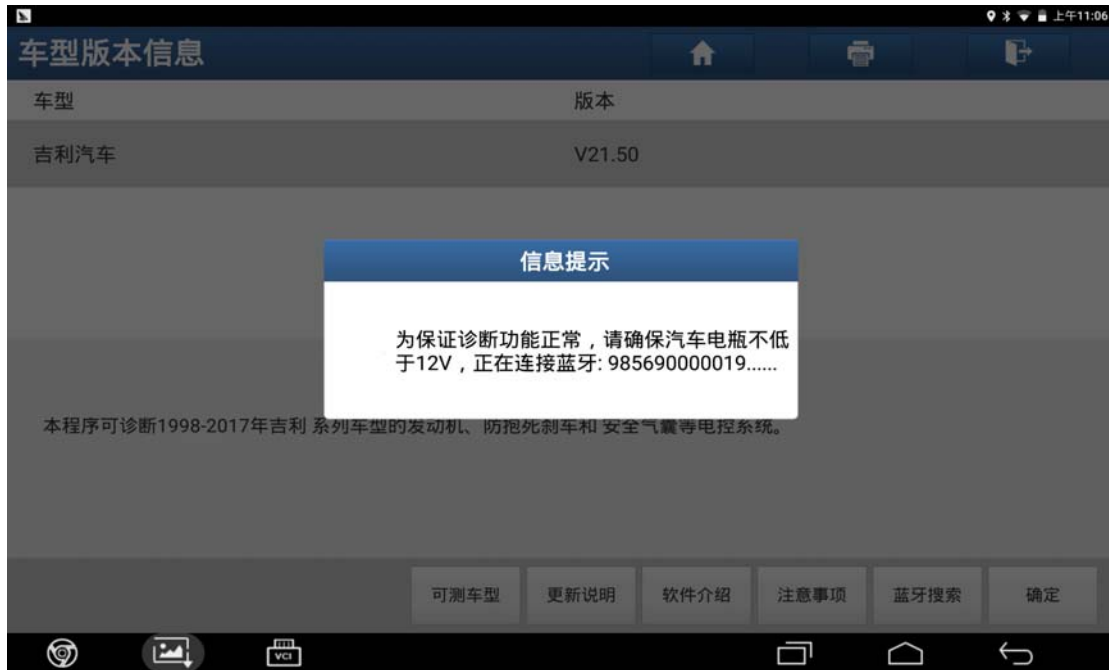 上午11:06
车型版本信息
车型 版本
吉利汽车 V21.50
信息提示
为保证诊断功能正常，请确保汽车电瓶不低
于12V，正在连接蓝牙: 985690000019......
本程序可诊断1998-2017年吉利 系列车型的发动机、防抱死刹车和 安全气囊等电控系统。
可测车型 更新说明 软件介绍 注意事项 蓝牙搜索 确定
VCI